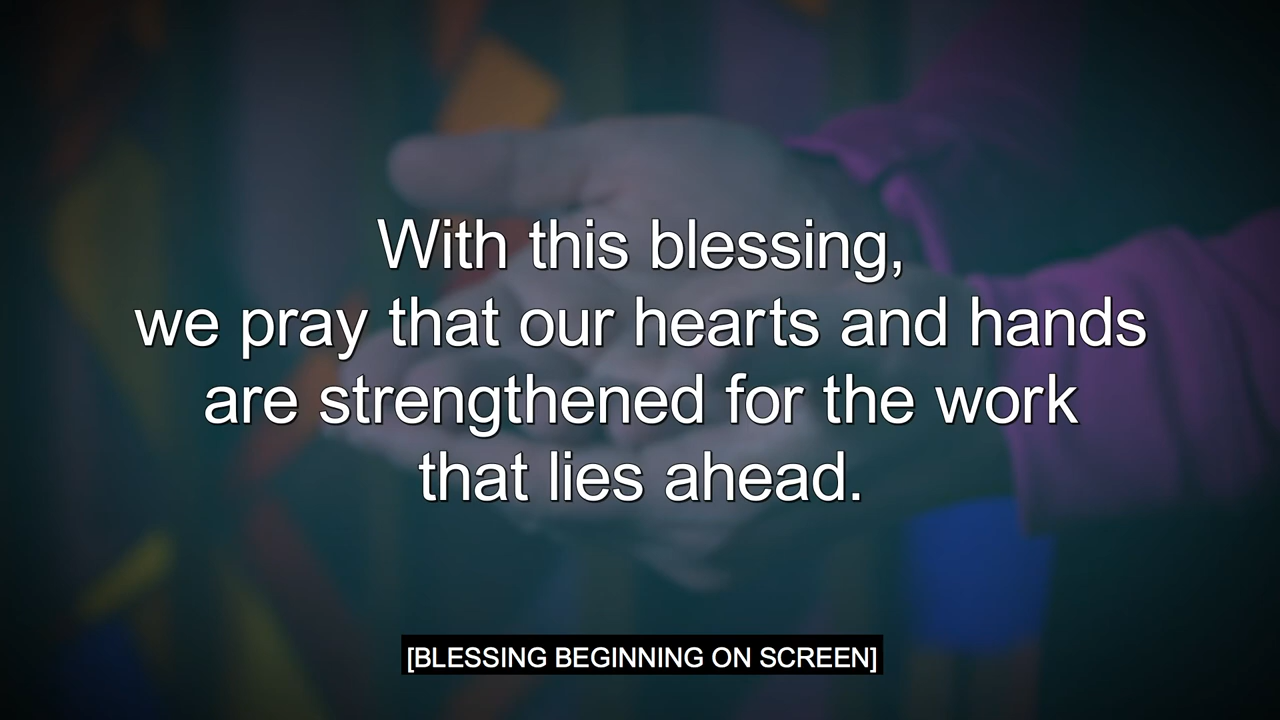 With this blessing,
we pray that our hearts and hands
are strengthened for the work
that lies ahead.
[BLESSING BEGINNING ON SCREEN]